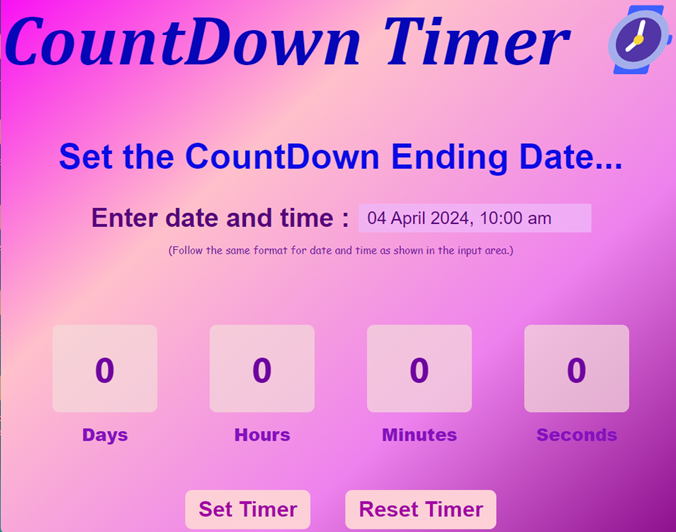 CountDown Timer
Set the CountDown Ending Date...
Enter date and time : 04 April 2024, 10:00 am
(Follow the same format for date and time as shown in the input area.)
0 0 0 0
Days Hours Minutes Seconds
Set Timer Reset Timer